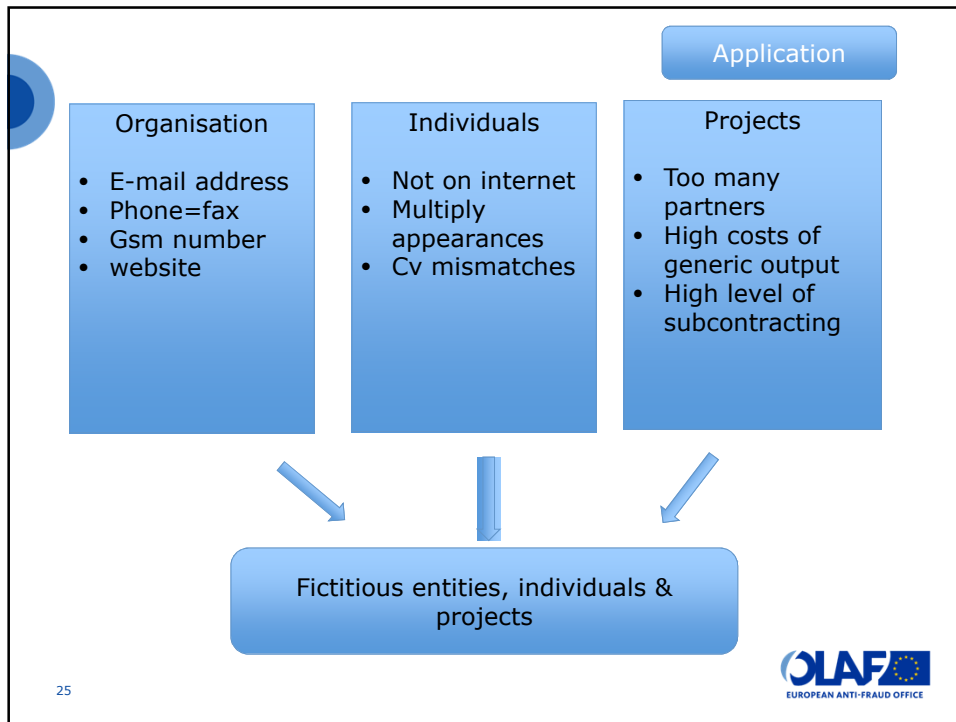 Application
Organisation
• E-mail address
• Phone=fax
• Gsm number
• website
Individuals
• Not on internet
• Multiply
appearances
• Cv mismatches
Projects
• Too many
partners
• High costs of
generic output
• High level of
subcontracting
Fictitious entities, individuals &
projects
25
OLAF
EUROPEAN ANTI-FRAUD OFFICE